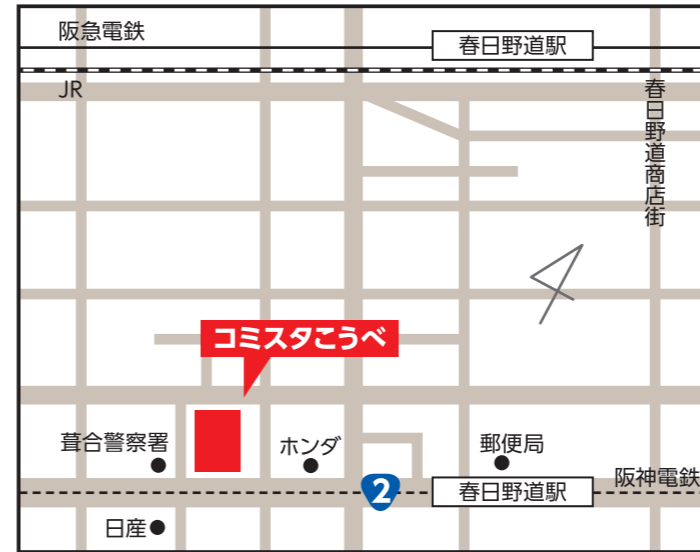 阪急電鉄
春日野道駅
JR
春日野道商店街
コミスタこうべ
葺合警察署
ホンダ
郵便局
2
春日野道駅
阪神電鉄
日産